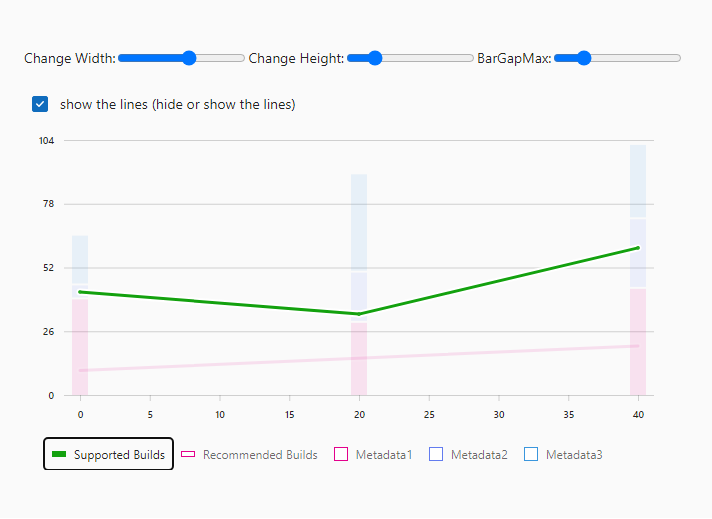 Change Width: Change Height: BarGapMax:
show the lines (hide or show the lines)
104
78
52
26
0
0 5 10 15 20 25 30 35 40
Supported Builds Recommended Builds Metadata1 Metadata2 Metadata3